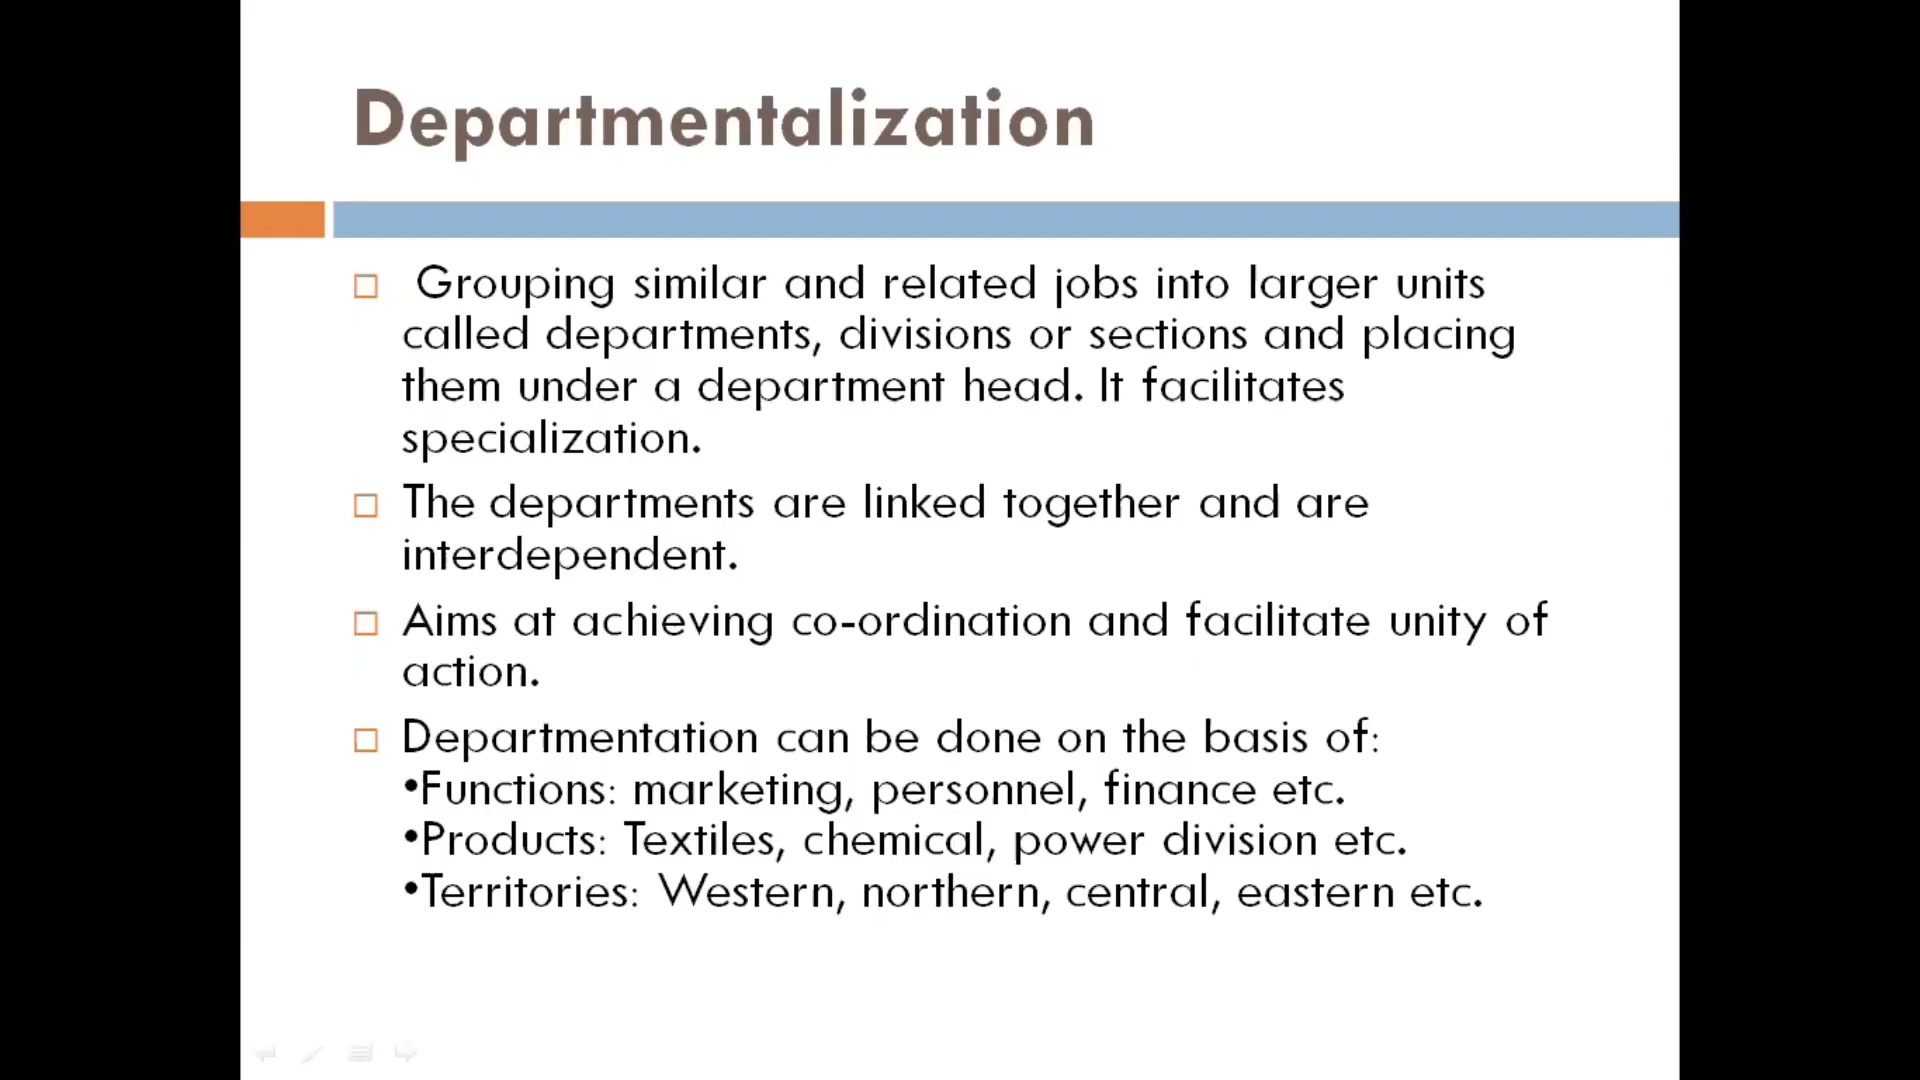 Departmentalization
Grouping similar and related jobs into larger units
called departments, divisions or sections and placing
them under a department head. It facilitates
specialization.
The departments are linked together and are
interdependent.
Aims at achieving co-ordination and facilitate unity of
action.
Departmentation can be done on the basis of:
•Functions: marketing, personnel, finance etc.
•Products: Textiles, chemical, power division etc.
•Territories: Western, northern, central, eastern etc.